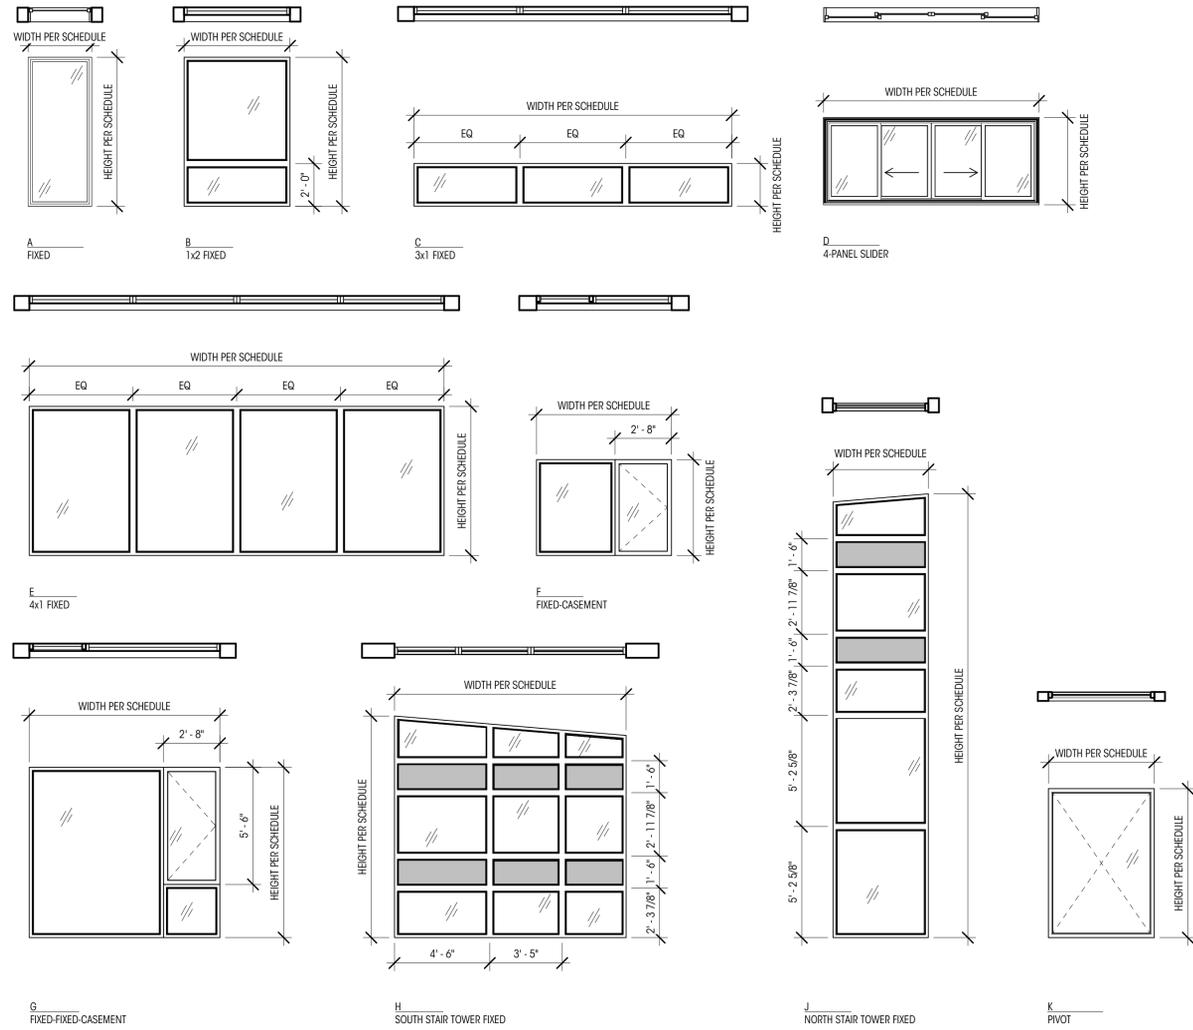 WIDTH PER SCHEDULE
HEIGHT PER SCHEDULE
A
FIXED
WIDTH PER SCHEDULE
2' - 0"
HEIGHT PER SCHEDULE
B
1x2 FIXED
WIDTH PER SCHEDULE
EQ
EQ
EQ
HEIGHT PER SCHEDULE
C
3x1 FIXED
WIDTH PER SCHEDULE
HEIGHT PER SCHEDULE
D
4-PANEL SLIDER
WIDTH PER SCHEDULE
EQ
EQ
EQ
EQ
HEIGHT PER SCHEDULE
E
4x1 FIXED
WIDTH PER SCHEDULE
2' - 8"
HEIGHT PER SCHEDULE
F
FIXED-CASEMENT
WIDTH PER SCHEDULE
2' - 8"
5' - 6"
HEIGHT PER SCHEDULE
G
FIXED-FIXED-CASEMENT
WIDTH PER SCHEDULE
HEIGHT PER SCHEDULE
1' - 6"
2' - 11 7/8"
1' - 6"
2' - 3 7/8"
4' - 6"
3' - 5"
H
SOUTH STAIR TOWER FIXED
WIDTH PER SCHEDULE
1' - 6"
2' - 11 7/8"
1' - 6"
2' - 3 7/8"
5' - 2 5/8"
5' - 2 5/8"
HEIGHT PER SCHEDULE
J
NORTH STAIR TOWER FIXED
WIDTH PER SCHEDULE
HEIGHT PER SCHEDULE
K
PIVOT